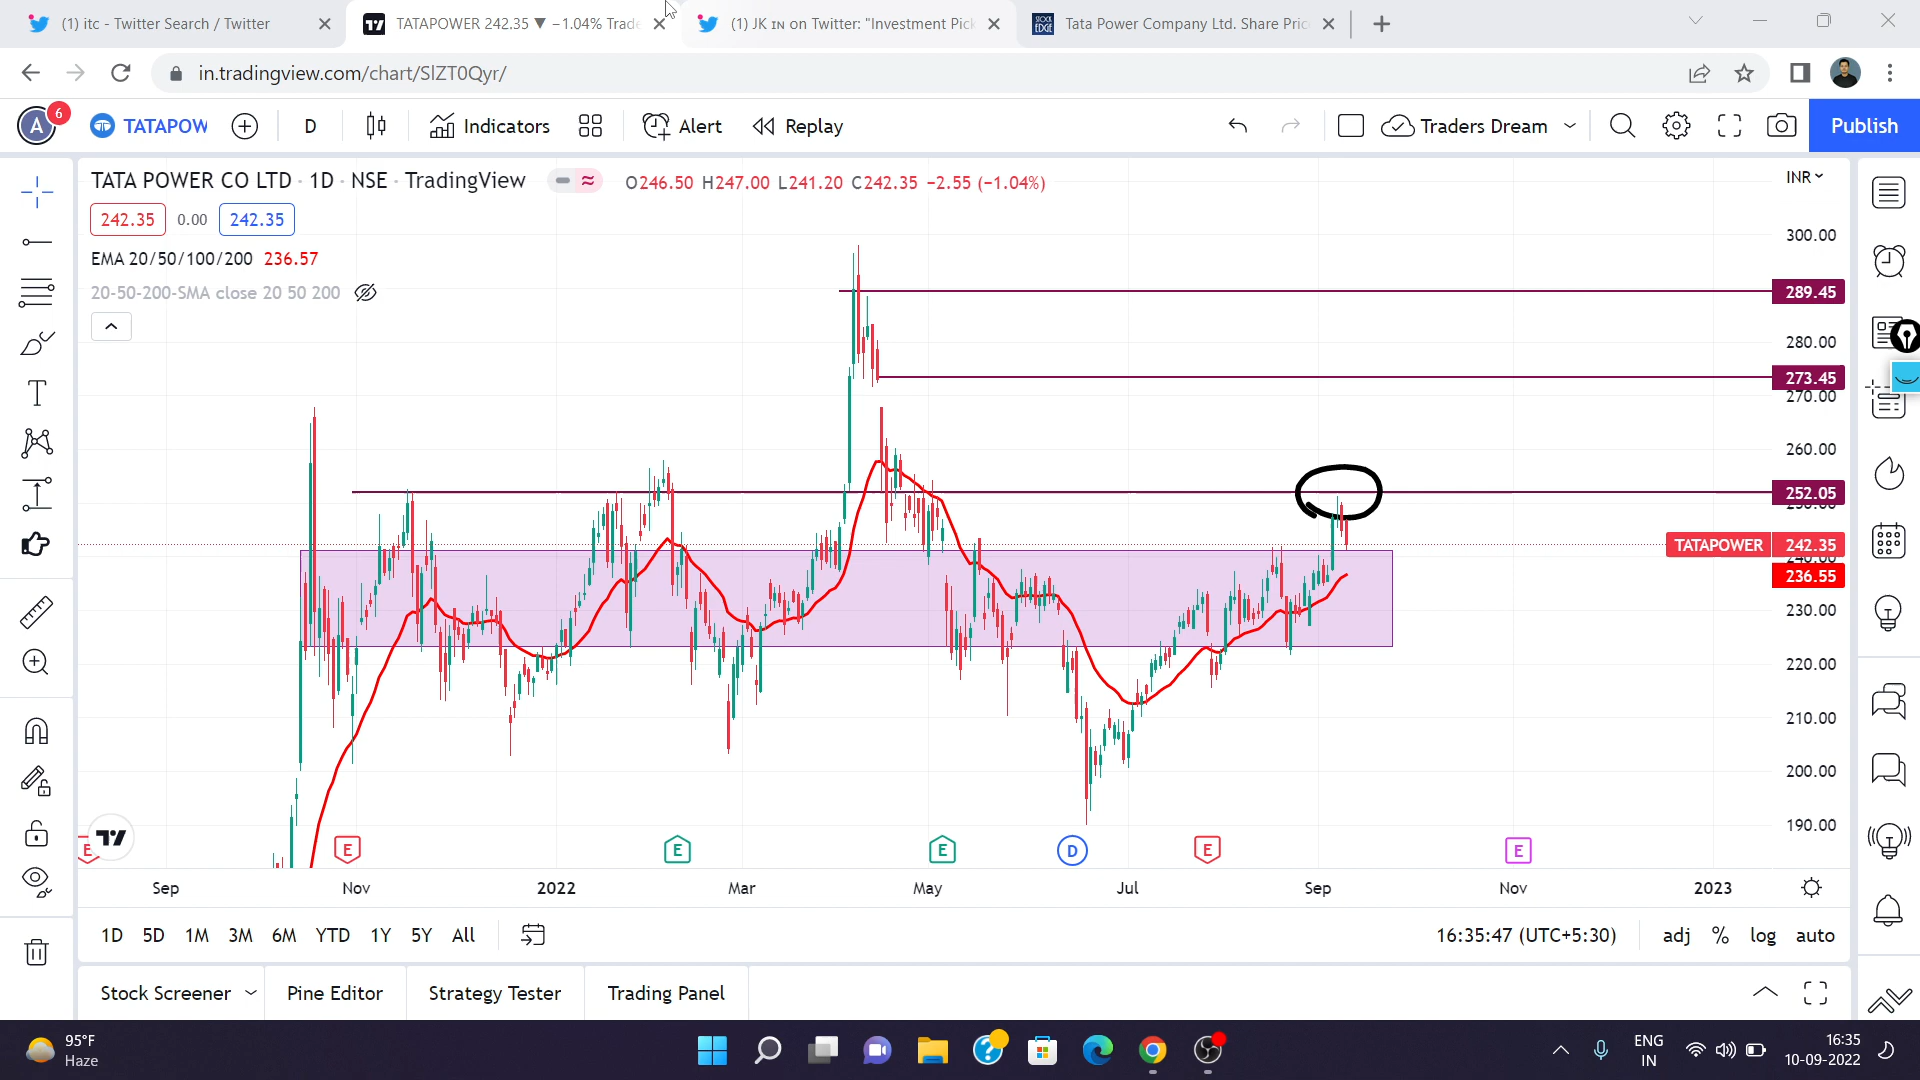 (1) itc - Twitter Search / Twitter
TATAPOWER 242.35 ▼ −1.04% Trade
(1) JK IN on Twitter: "Investment Pick
STOCK EDGE
Tata Power Company Ltd. Share Pric
in.tradingview.com/chart/SlZT0Qyr/
A
6
TATAPOW
D
Indicators
Alert
Replay
Traders Dream
Publish
TATA POWER CO LTD · 1D · NSE · TradingView
O246.50 H247.00 L241.20 C242.35 −2.55 (−1.04%)
INR
242.35 0.00 242.35
EMA 20/50/100/200 236.57
20-50-200-SMA close 20 50 200
300.00
289.45
280.00
273.45
270.00
260.00
252.05
TATAPOWER 242.35
236.55
230.00
220.00
210.00
200.00
190.00
E
E
E
E
D
E
E
Sep
Nov
2022
Mar
May
Jul
Sep
Nov
2023
1D 5D 1M 3M 6M YTD 1Y 5Y All
16:35:47 (UTC+5:30)
adj % log auto
Stock Screener
Pine Editor
Strategy Tester
Trading Panel
95°F
Haze
ENG
IN
16:35
10-09-2022